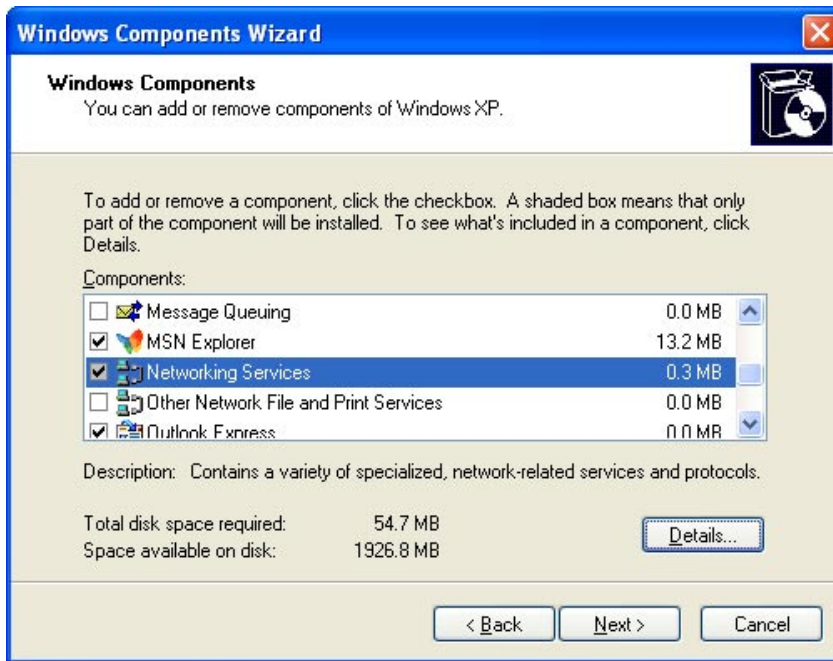 Windows Components Wizard
Windows Components
You can add or remove components of Windows XP.
To add or remove a component, click the checkbox. A shaded box means that only
part of the component will be installed. To see what's included in a component, click
Details.
Components:
Message Queuing 0.0 MB
MSN Explorer 13.2 MB
Networking Services 0.3 MB
Other Network File and Print Services 0.0 MB
Outlook Express 0.0 MB
Description: Contains a variety of specialized, network-related services and protocols.
Total disk space required: 54.7 MB
Space available on disk: 1926.8 MB
Details...
< Back Next > Cancel